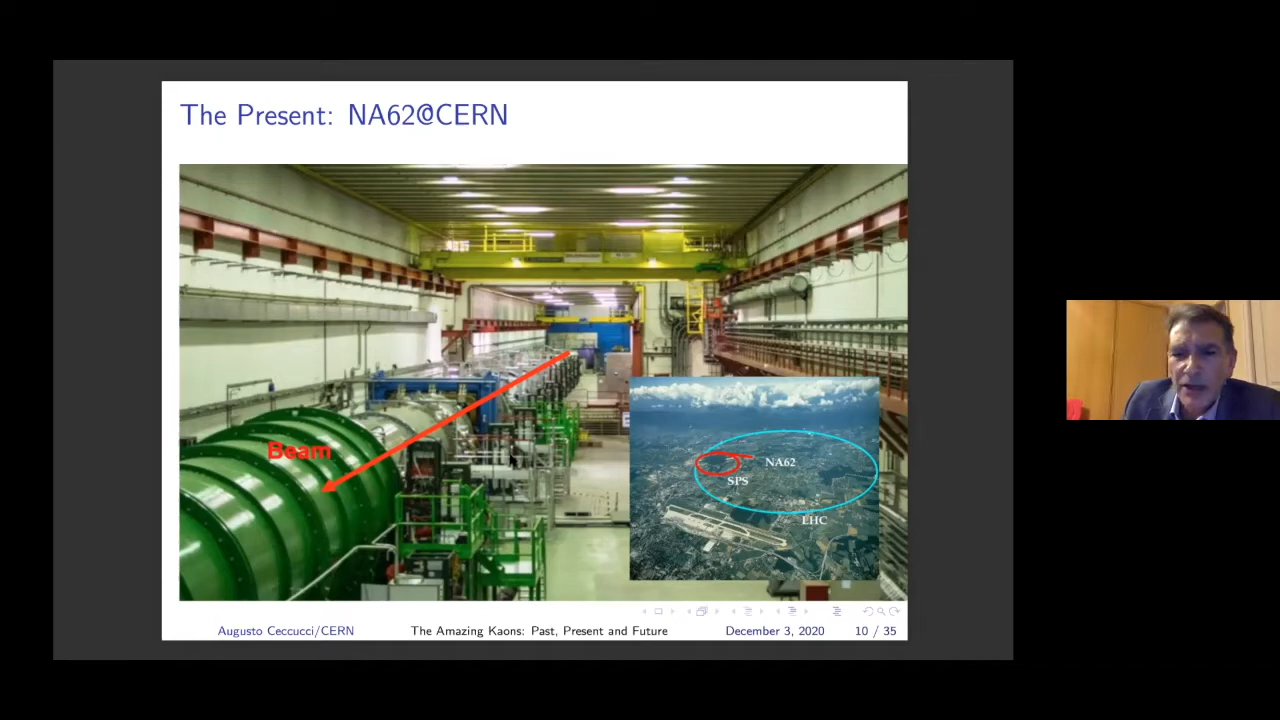 The Present: NA62@CERN
Beam
NA62
SPS
LHC
Augusto Ceccucci/CERN The Amazing Kaons: Past, Present and Future December 3, 2020 10 / 35